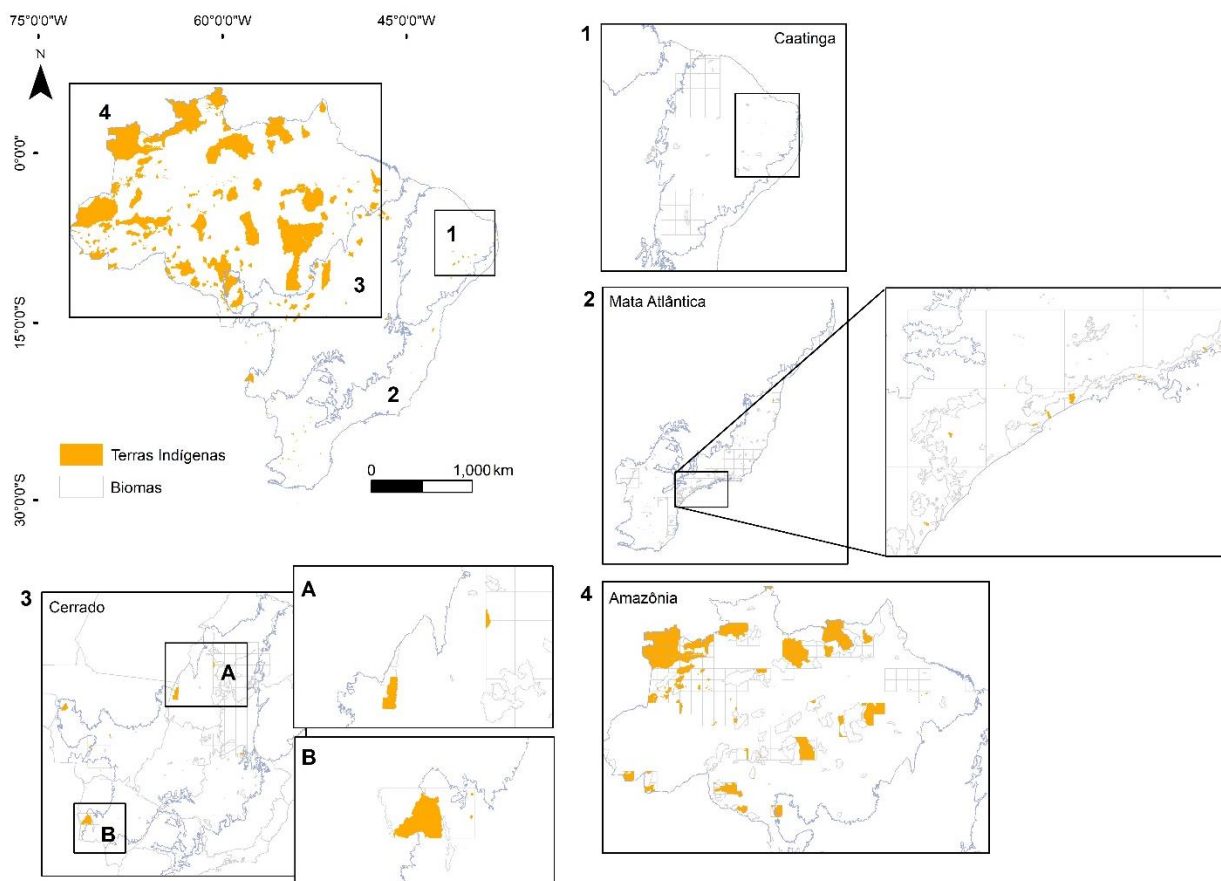 75°0'0"W
60°0'0"W
45°0'0"W
N
0°0'0"
15°0'0"S
30°0'0"S
4
1
3
2
Terras Indígenas
Biomas
0
1,000 km
1
Caatinga
2
Mata Atlântica
3
Cerrado
A
B
A
B
4
Amazônia